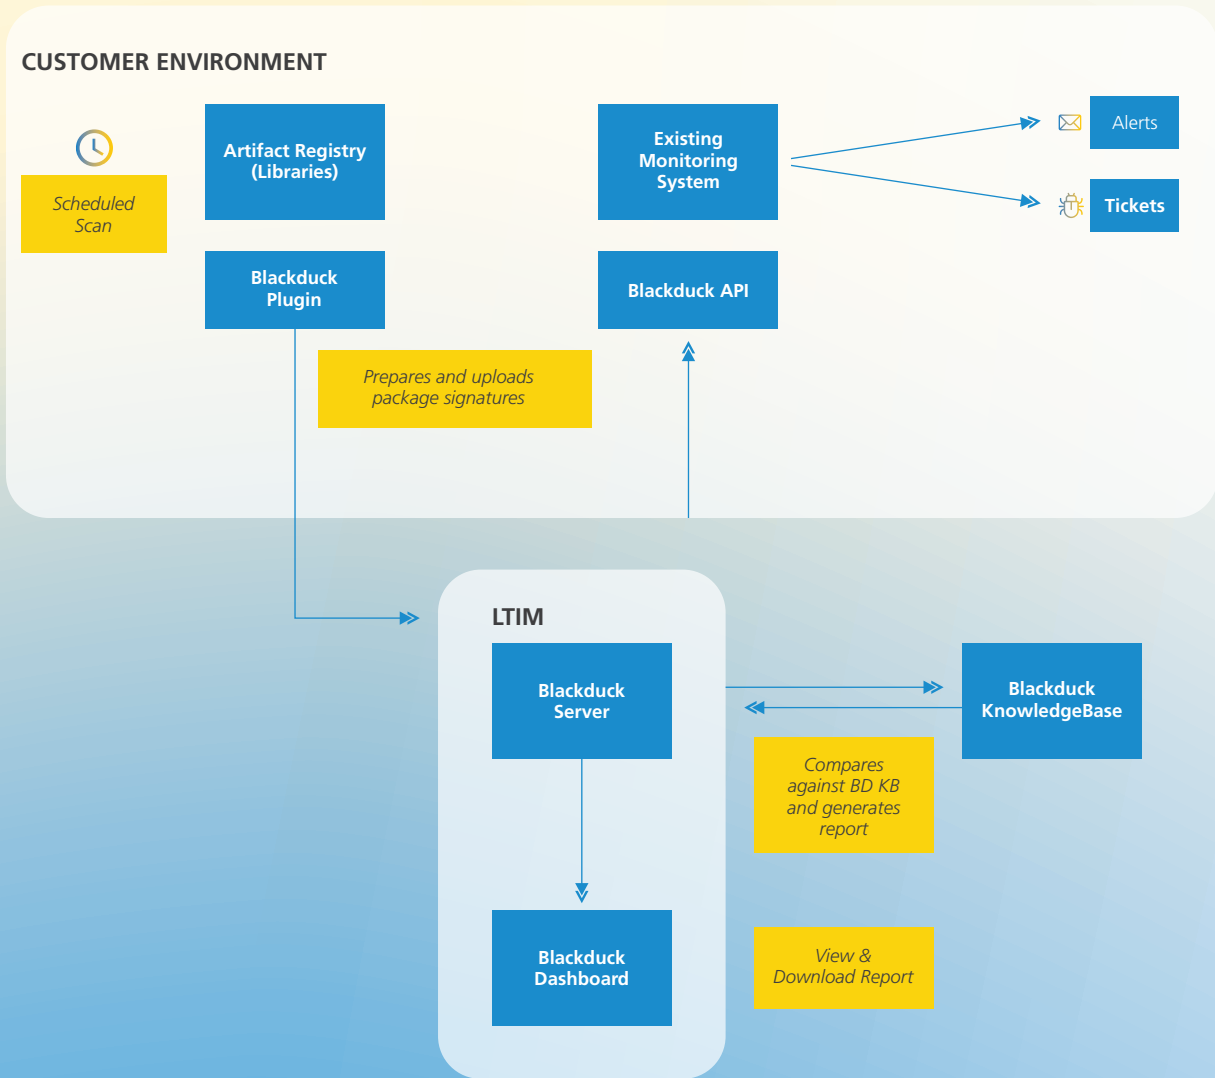 CUSTOMER ENVIRONMENT
Scheduled
Scan
Artifact Registry
(Libraries)
Blackduck
Plugin
Prepares and uploads
package signatures
Existing
Monitoring
System
Blackduck API
Alerts
Tickets
LTIM
Blackduck
Server
Blackduck
KnowledgeBase
Compares
against BD KB
and generates
report
Blackduck
Dashboard
View &
Download Report